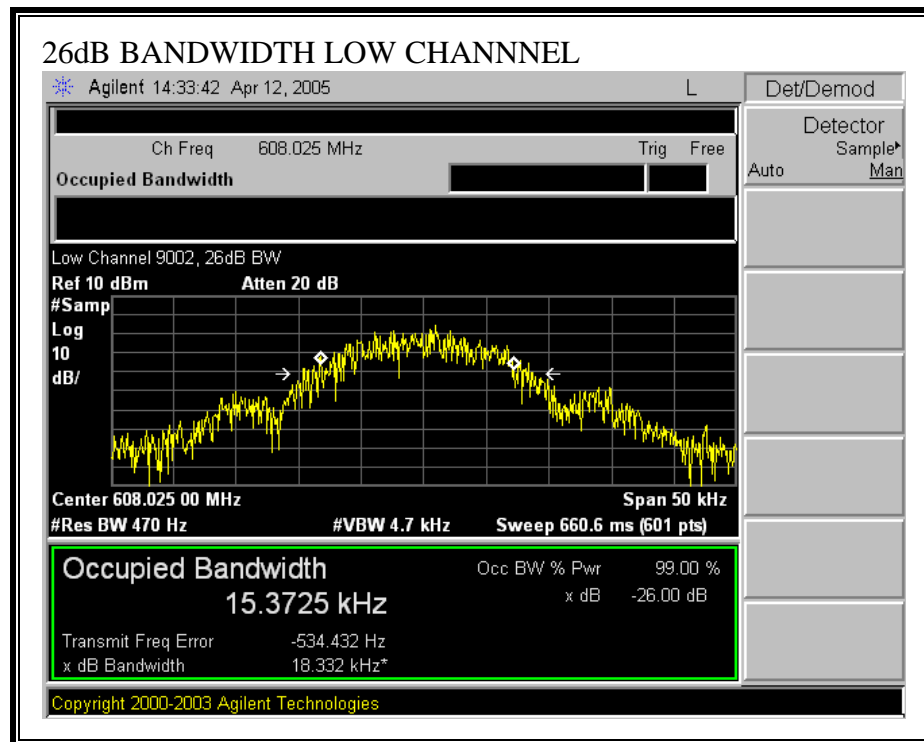 26dB BANDWIDTH LOW CHANNNEL
Agilent 14:33:42 Apr 12, 2005 L Det/Demod
Detector
Sample
Auto Man
Ch Freq 608.025 MHz Trig Free
Occupied Bandwidth
Low Channel 9002, 26dB BW
Ref 10 dBm Atten 20 dB
#Samp
Log
10
dB/
Center 608.025 00 MHz Span 50 kHz
#Res BW 470 Hz #VBW 4.7 kHz Sweep 660.6 ms (601 pts)
Occupied Bandwidth Occ BW % Pwr 99.00 %
15.3725 kHz x dB -26.00 dB
Transmit Freq Error -534.432 Hz
x dB Bandwidth 18.332 kHz*
Copyright 2000-2003 Agilent Technologies